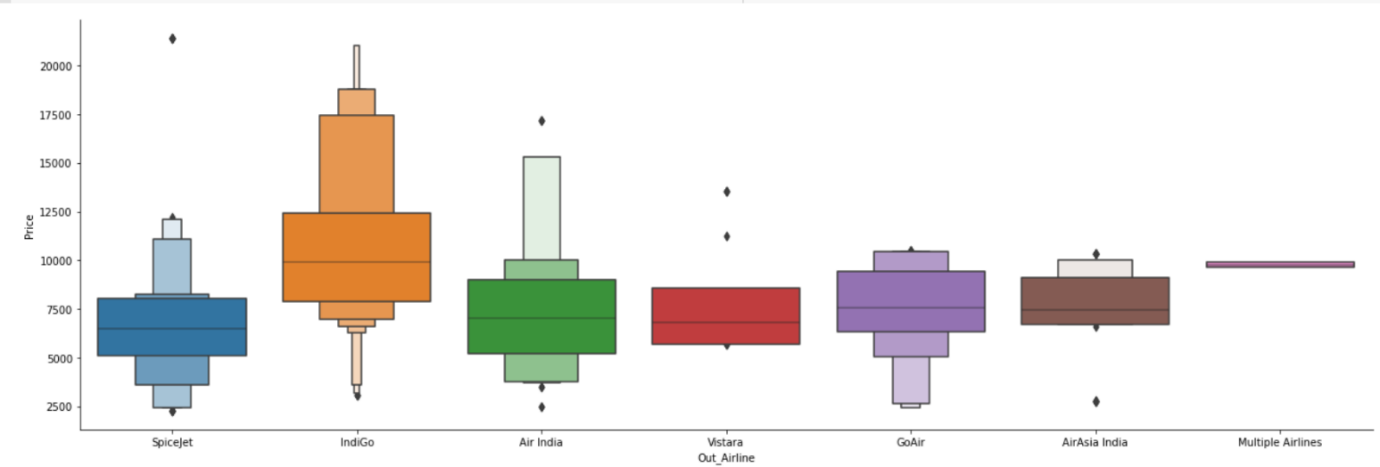 20000
17500
15000
12500
10000
7500
5000
2500
Price
SpiceJet IndiGo Air India Vistara GoAir AirAsia India Multiple Airlines
Out_Airline